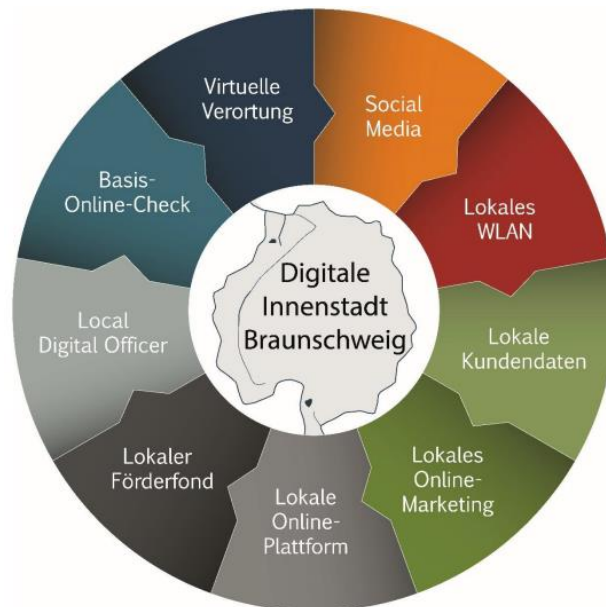 Virtuelle
Verortung
Social
Media
Lokales
WLAN
Lokale
Kundendaten
Lokales
Online-
Marketing
Lokale
Online-
Plattform
Lokaler
Förderfond
Local
Digital Officer
Basis-
Online-Check
Digitale
Innenstadt
Braunschweig